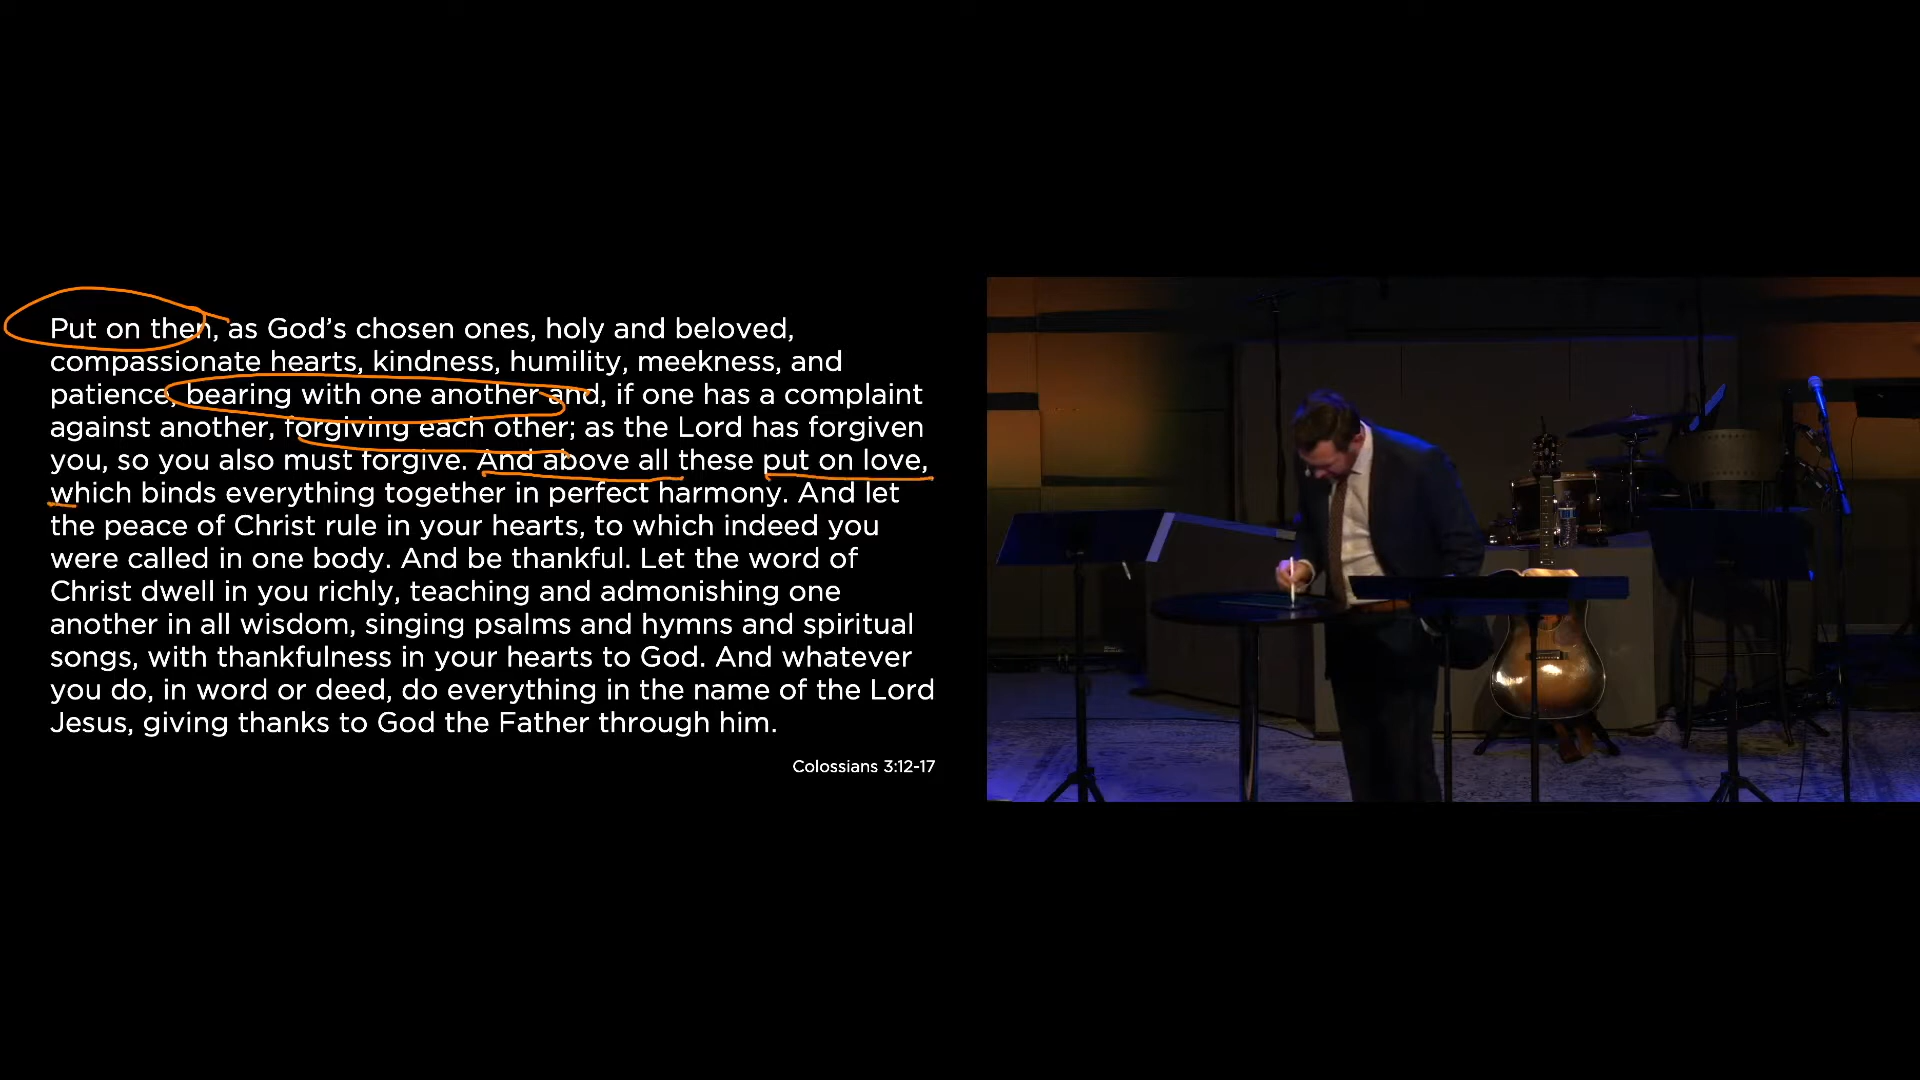 Put on then, as God’s chosen ones, holy and beloved,
compassionate hearts, kindness, humility, meekness, and
patience, bearing with one another and, if one has a complaint
against another, forgiving each other; as the Lord has forgiven
you, so you also must forgive. And above all these put on love,
which binds everything together in perfect harmony. And let
the peace of Christ rule in your hearts, to which indeed you
were called in one body. And be thankful. Let the word of
Christ dwell in you richly, teaching and admonishing one
another in all wisdom, singing psalms and hymns and spiritual
songs, with thankfulness in your hearts to God. And whatever
you do, in word or deed, do everything in the name of the Lord
Jesus, giving thanks to God the Father through him.
Colossians 3:12-17